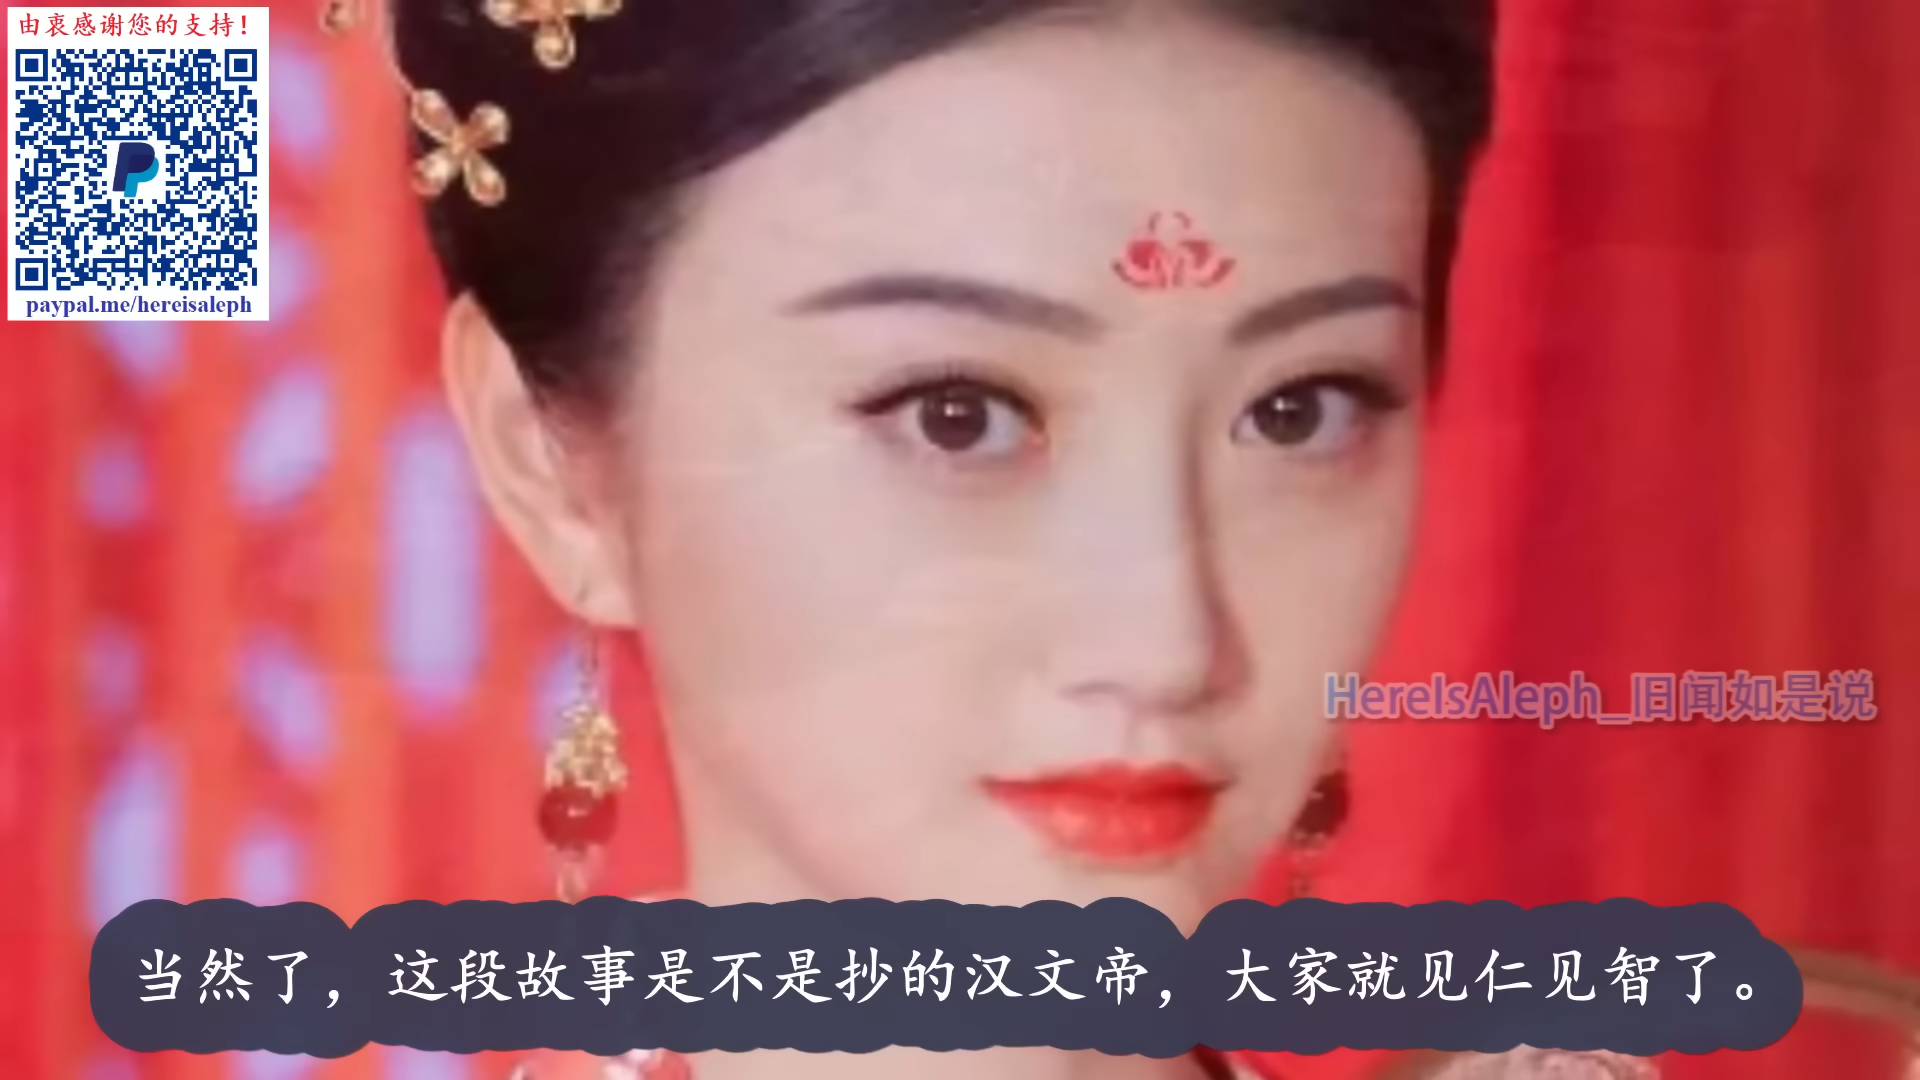 由衷感谢您的支持！
paypal.me/hereisaleph
HereIsAleph_旧闻如是说
当然了，这段故事是不是抄的汉文帝，大家就见仁见智了。